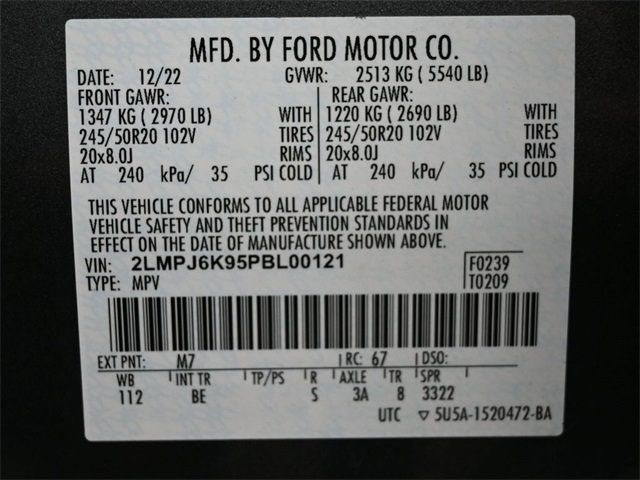 MFD. BY FORD MOTOR CO.
DATE: 12/22 GVWR: 2513 KG ( 5540 LB)
FRONT GAWR: REAR GAWR:
1347 KG ( 2970 LB) WITH 1220 KG ( 2690 LB) WITH
245/50R20 102V TIRES 245/50R20 102V TIRES
20x8.0J RIMS 20x8.0J RIMS
AT 240 kPa/ 35 PSI COLD AT 240 kPa/ 35 PSI COLD
THIS VEHICLE CONFORMS TO ALL APPLICABLE FEDERAL MOTOR
VEHICLE SAFETY AND THEFT PREVENTION STANDARDS IN
EFFECT ON THE DATE OF MANUFACTURE SHOWN ABOVE.
VIN: 2LMPJ6K95PBL00121 F0239
TYPE: MPV T0209
EXT PNT: M7 RC: 67 DSO:
WB INT TR TP/PS R AXLE TR SPR
112 BE S 3A 8 3322
UTC ▽ 5U5A-1520472-BA